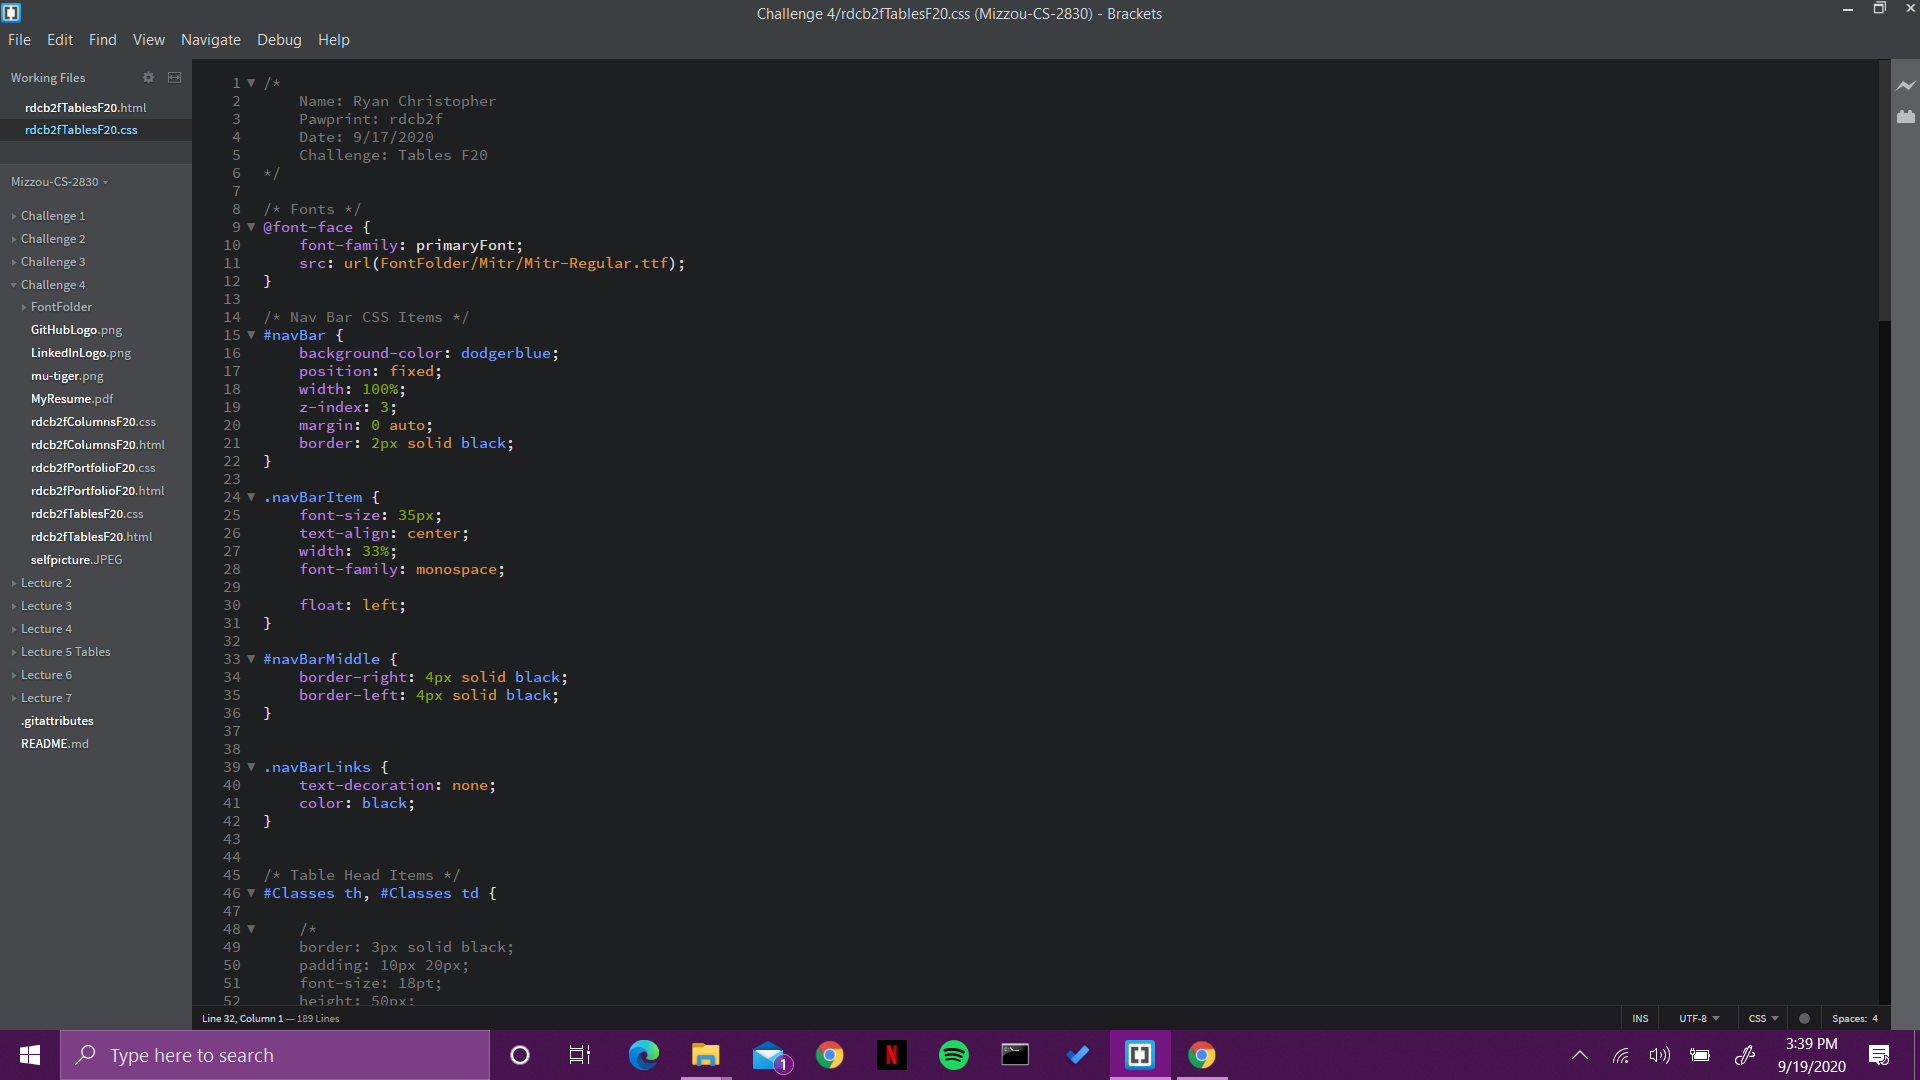 Challenge 4/rdcb2fTablesF20.css (Mizzou-CS-2830) - Brackets
File Edit Find View Navigate Debug Help
Working Files
rdcb2fTablesF20.html
rdcb2fTablesF20.css
Mizzou-CS-2830
Challenge 1
Challenge 2
Challenge 3
Challenge 4
FontFolder
GitHubLogo.png
LinkedInLogo.png
mu-tiger.png
MyResume.pdf
rdcb2fColumnsF20.css
rdcb2fColumnsF20.html
rdcb2fPortfolioF20.css
rdcb2fPortfolioF20.html
rdcb2fTablesF20.css
rdcb2fTablesF20.html
selfpicture.JPEG
Lecture 2
Lecture 3
Lecture 4
Lecture 5 Tables
Lecture 6
Lecture 7
.gitattributes
README.md
1 /*
2 Name: Ryan Christopher
3 Pawprint: rdcb2f
4 Date: 9/17/2020
5 Challenge: Tables F20
6 */
7
8 /* Fonts */
9 @font-face {
10 font-family: primaryFont;
11 src: url(FontFolder/Mitr/Mitr-Regular.ttf);
12 }
13
14 /* Nav Bar CSS Items */
15 #navBar {
16 background-color: dodgerblue;
17 position: fixed;
18 width: 100%;
19 z-index: 3;
20 margin: 0 auto;
21 border: 2px solid black;
22 }
23
24 .navBarItem {
25 font-size: 35px;
26 text-align: center;
27 width: 33%;
28 font-family: monospace;
29
30 float: left;
31 }
32
33 #navBarMiddle {
34 border-right: 4px solid black;
35 border-left: 4px solid black;
36 }
37
38
39 .navBarLinks {
40 text-decoration: none;
41 color: black;
42 }
43
44
45 /* Table Head Items */
46 #Classes th, #Classes td {
47
48 /*
49 border: 3px solid black;
50 padding: 10px 20px;
51 font-size: 18pt;
52 height: 50px;
Line 32, Column 1 — 189 Lines
INS UTF-8 CSS Spaces: 4
Type here to search
1
3:39 PM
9/19/2020